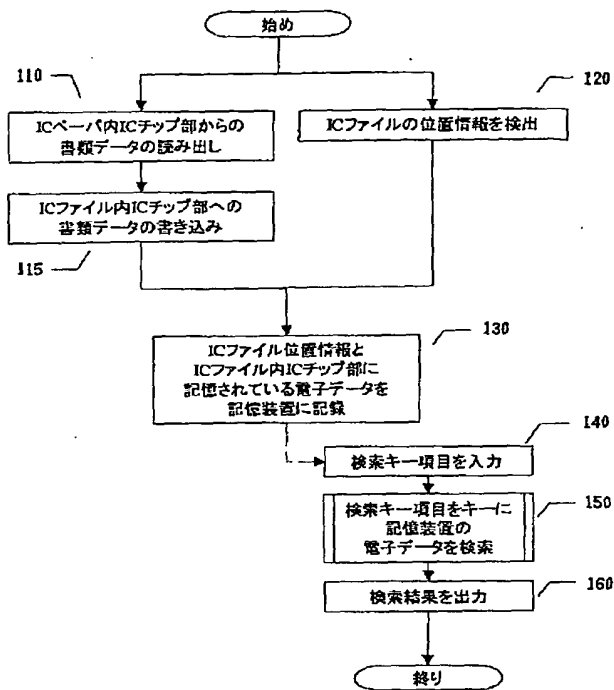 始め
110
ICペーパ内ICチップ部からの
書類データの読み出し
120
ICファイルの位置情報を検出
ICファイル内ICチップ部への
書類データの書き込み
115
130
ICファイル位置情報と
ICファイル内ICチップ部に
記憶されている電子データを
記憶装置に記録
140
検索キー項目を入力
150
検索キー項目をキーに
記憶装置の
電子データを検索
160
検索結果を出力
終り